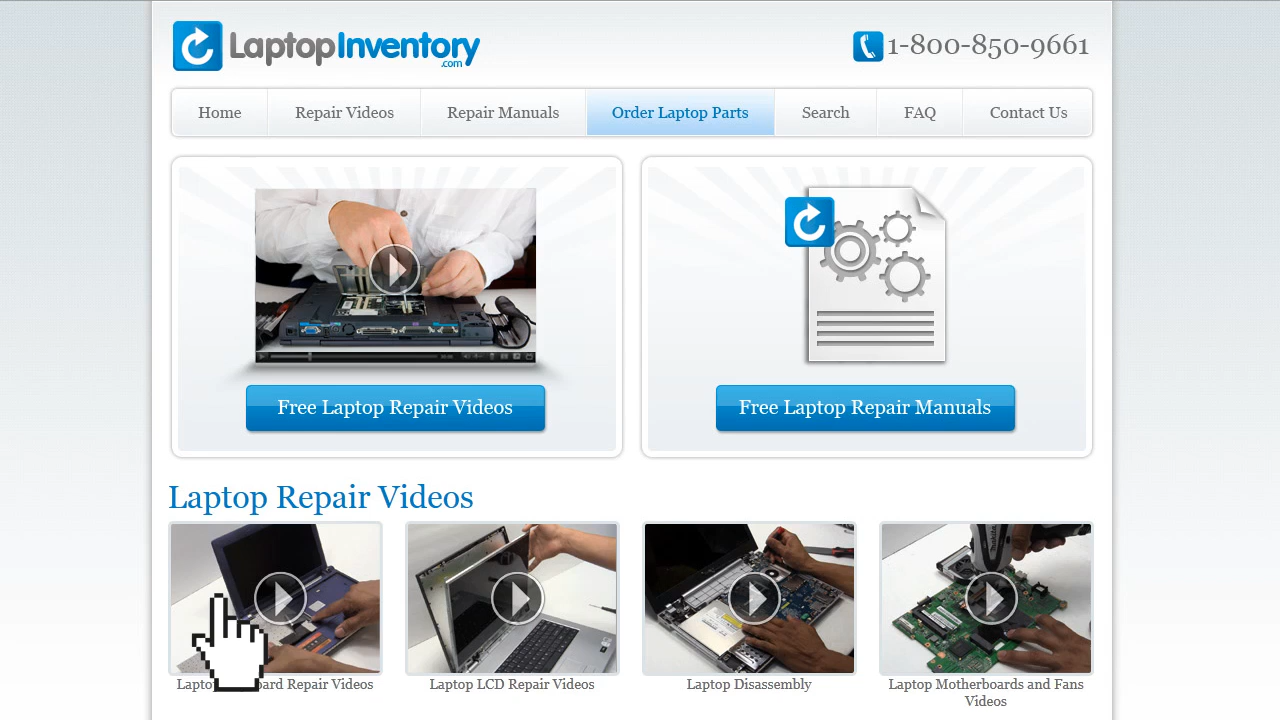 LaptopInventory
.com
1-800-850-9661
Home
Repair Videos
Repair Manuals
Order Laptop Parts
Search
FAQ
Contact Us
Free Laptop Repair Videos
Free Laptop Repair Manuals
Laptop Repair Videos
Repair Videos
Laptop LCD Repair Videos
Laptop Disassembly
Laptop Motherboards and Fans
Videos